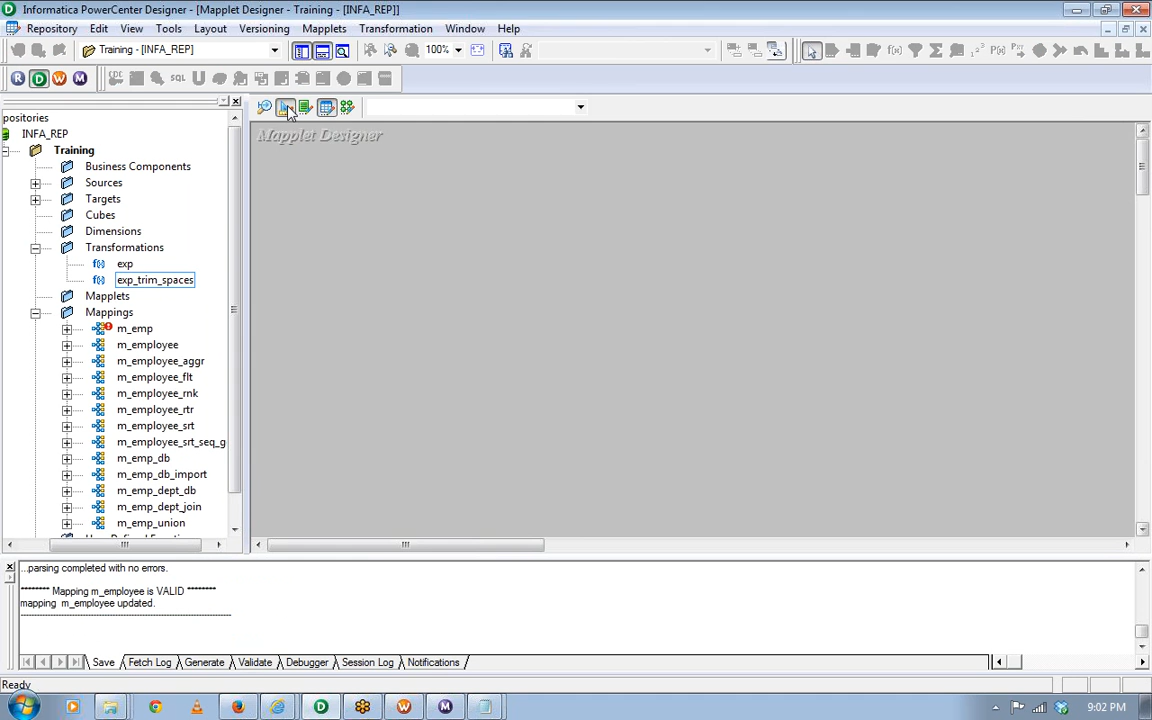 Informatica PowerCenter Designer - [Mapplet Designer - Training - [INFA_REP]]
Repository Edit View Tools Layout Versioning Mapplets Transformation Window Help
Training - [INFA_REP] 100%
SQL
Mapplet Designer
positories
INFA_REP
Training
Business Components
Sources
Targets
Cubes
Dimensions
Transformations
exp
exp_trim_spaces
Mapplets
Mappings
m_emp
m_employee
m_employee_aggr
m_employee_flt
m_employee_rnk
m_employee_rtr
m_employee_srt
m_employee_srt_seq_g
m_emp_db
m_emp_db_import
m_emp_dept_db
m_emp_dept_join
m_emp_union
...parsing completed with no errors.
******** Mapping m_employee is VALID ********
mapping m_employee updated.
Save Fetch Log Generate Validate Debugger Session Log Notifications
Ready
9:02 PM